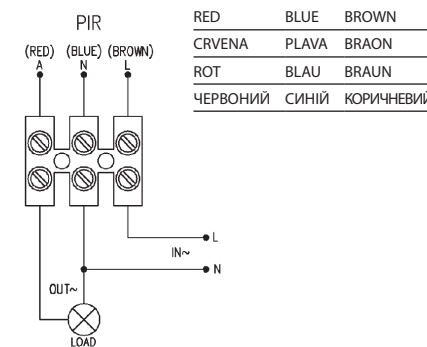 PIR
(RED) (BLUE) (BROWN)
A N L
L
IN~
N
OUT~
LOAD
RED BLUE BROWN
CRVENA PLAVA BRAON
ROT BLAU BRAUN
ЧЕРВОНИЙ СИНІЙ КОРИЧНЕВИЙ